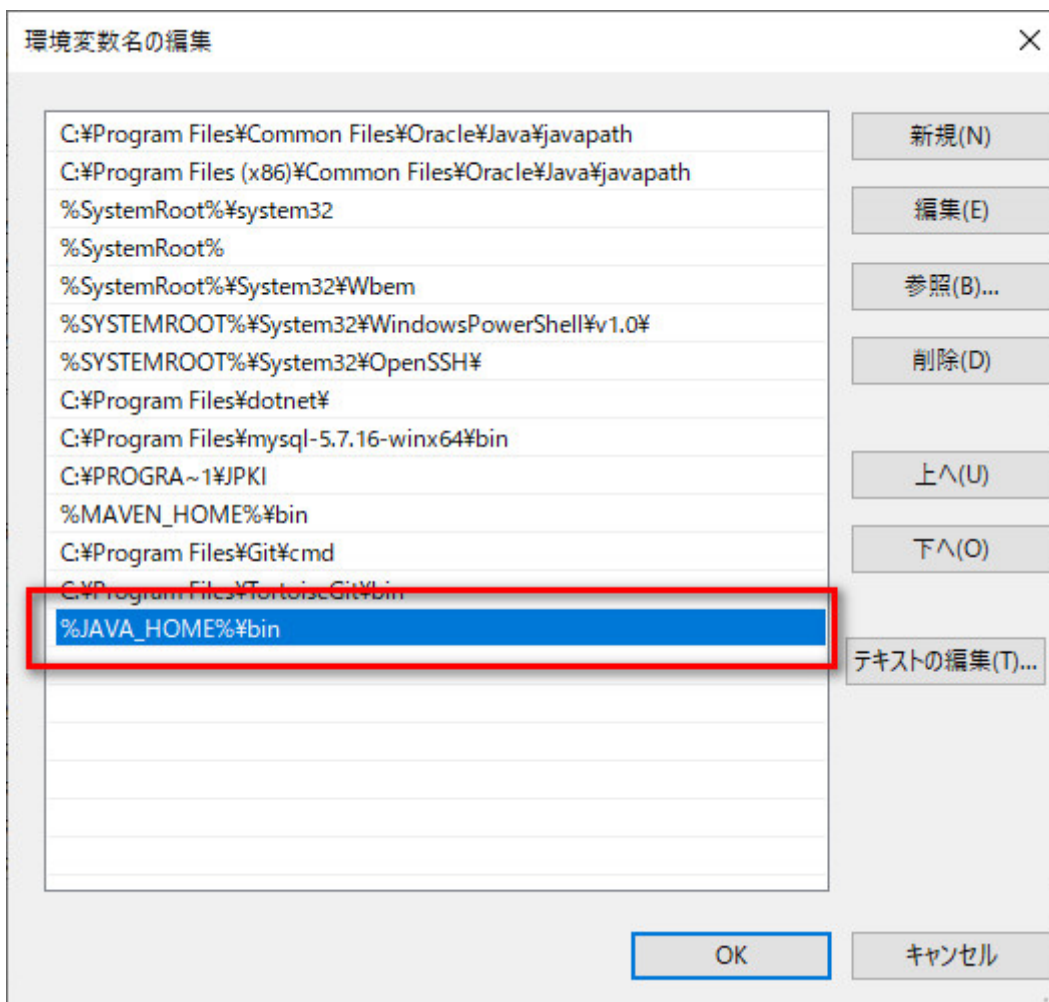 環境変数名の編集
C:¥Program Files¥Common Files¥Oracle¥Java¥javapath
C:¥Program Files (x86)¥Common Files¥Oracle¥Java¥javapath
%SystemRoot%¥system32
%SystemRoot%
%SystemRoot%¥System32¥Wbem
%SYSTEMROOT%¥System32¥WindowsPowerShell¥v1.0¥
%SYSTEMROOT%¥System32¥OpenSSH¥
C:¥Program Files¥dotnet¥
C:¥Program Files¥mysql-5.7.16-winx64¥bin
C:¥PROGRA~1¥JPKI
%MAVEN_HOME%¥bin
C:¥Program Files¥Git¥cmd
C:¥Program Files¥TortoiseGit¥bin
%JAVA_HOME%¥bin
新規(N)
編集(E)
参照(B)...
削除(D)
上へ(U)
下へ(O)
テキストの編集(T)...
OK
キャンセル